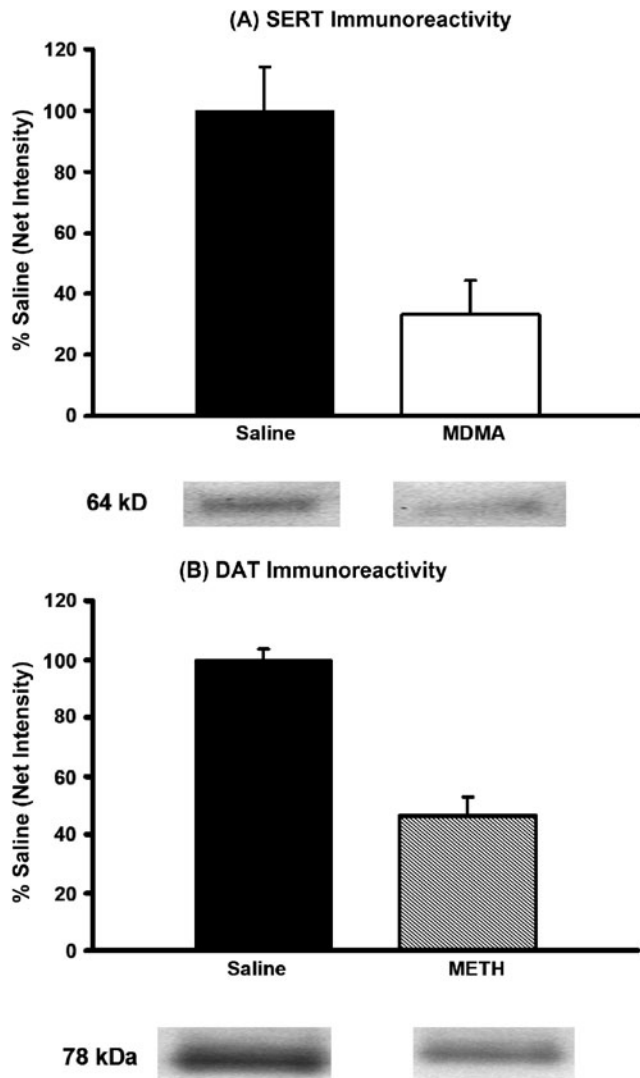 (A) SERT Immunoreactivity
% Saline (Net Intensity)
120
100
80
60
40
20
0
Saline MDMA
64 kD
(B) DAT Immunoreactivity
% Saline (Net Intensity)
120
100
80
60
40
20
0
Saline METH
78 kDa